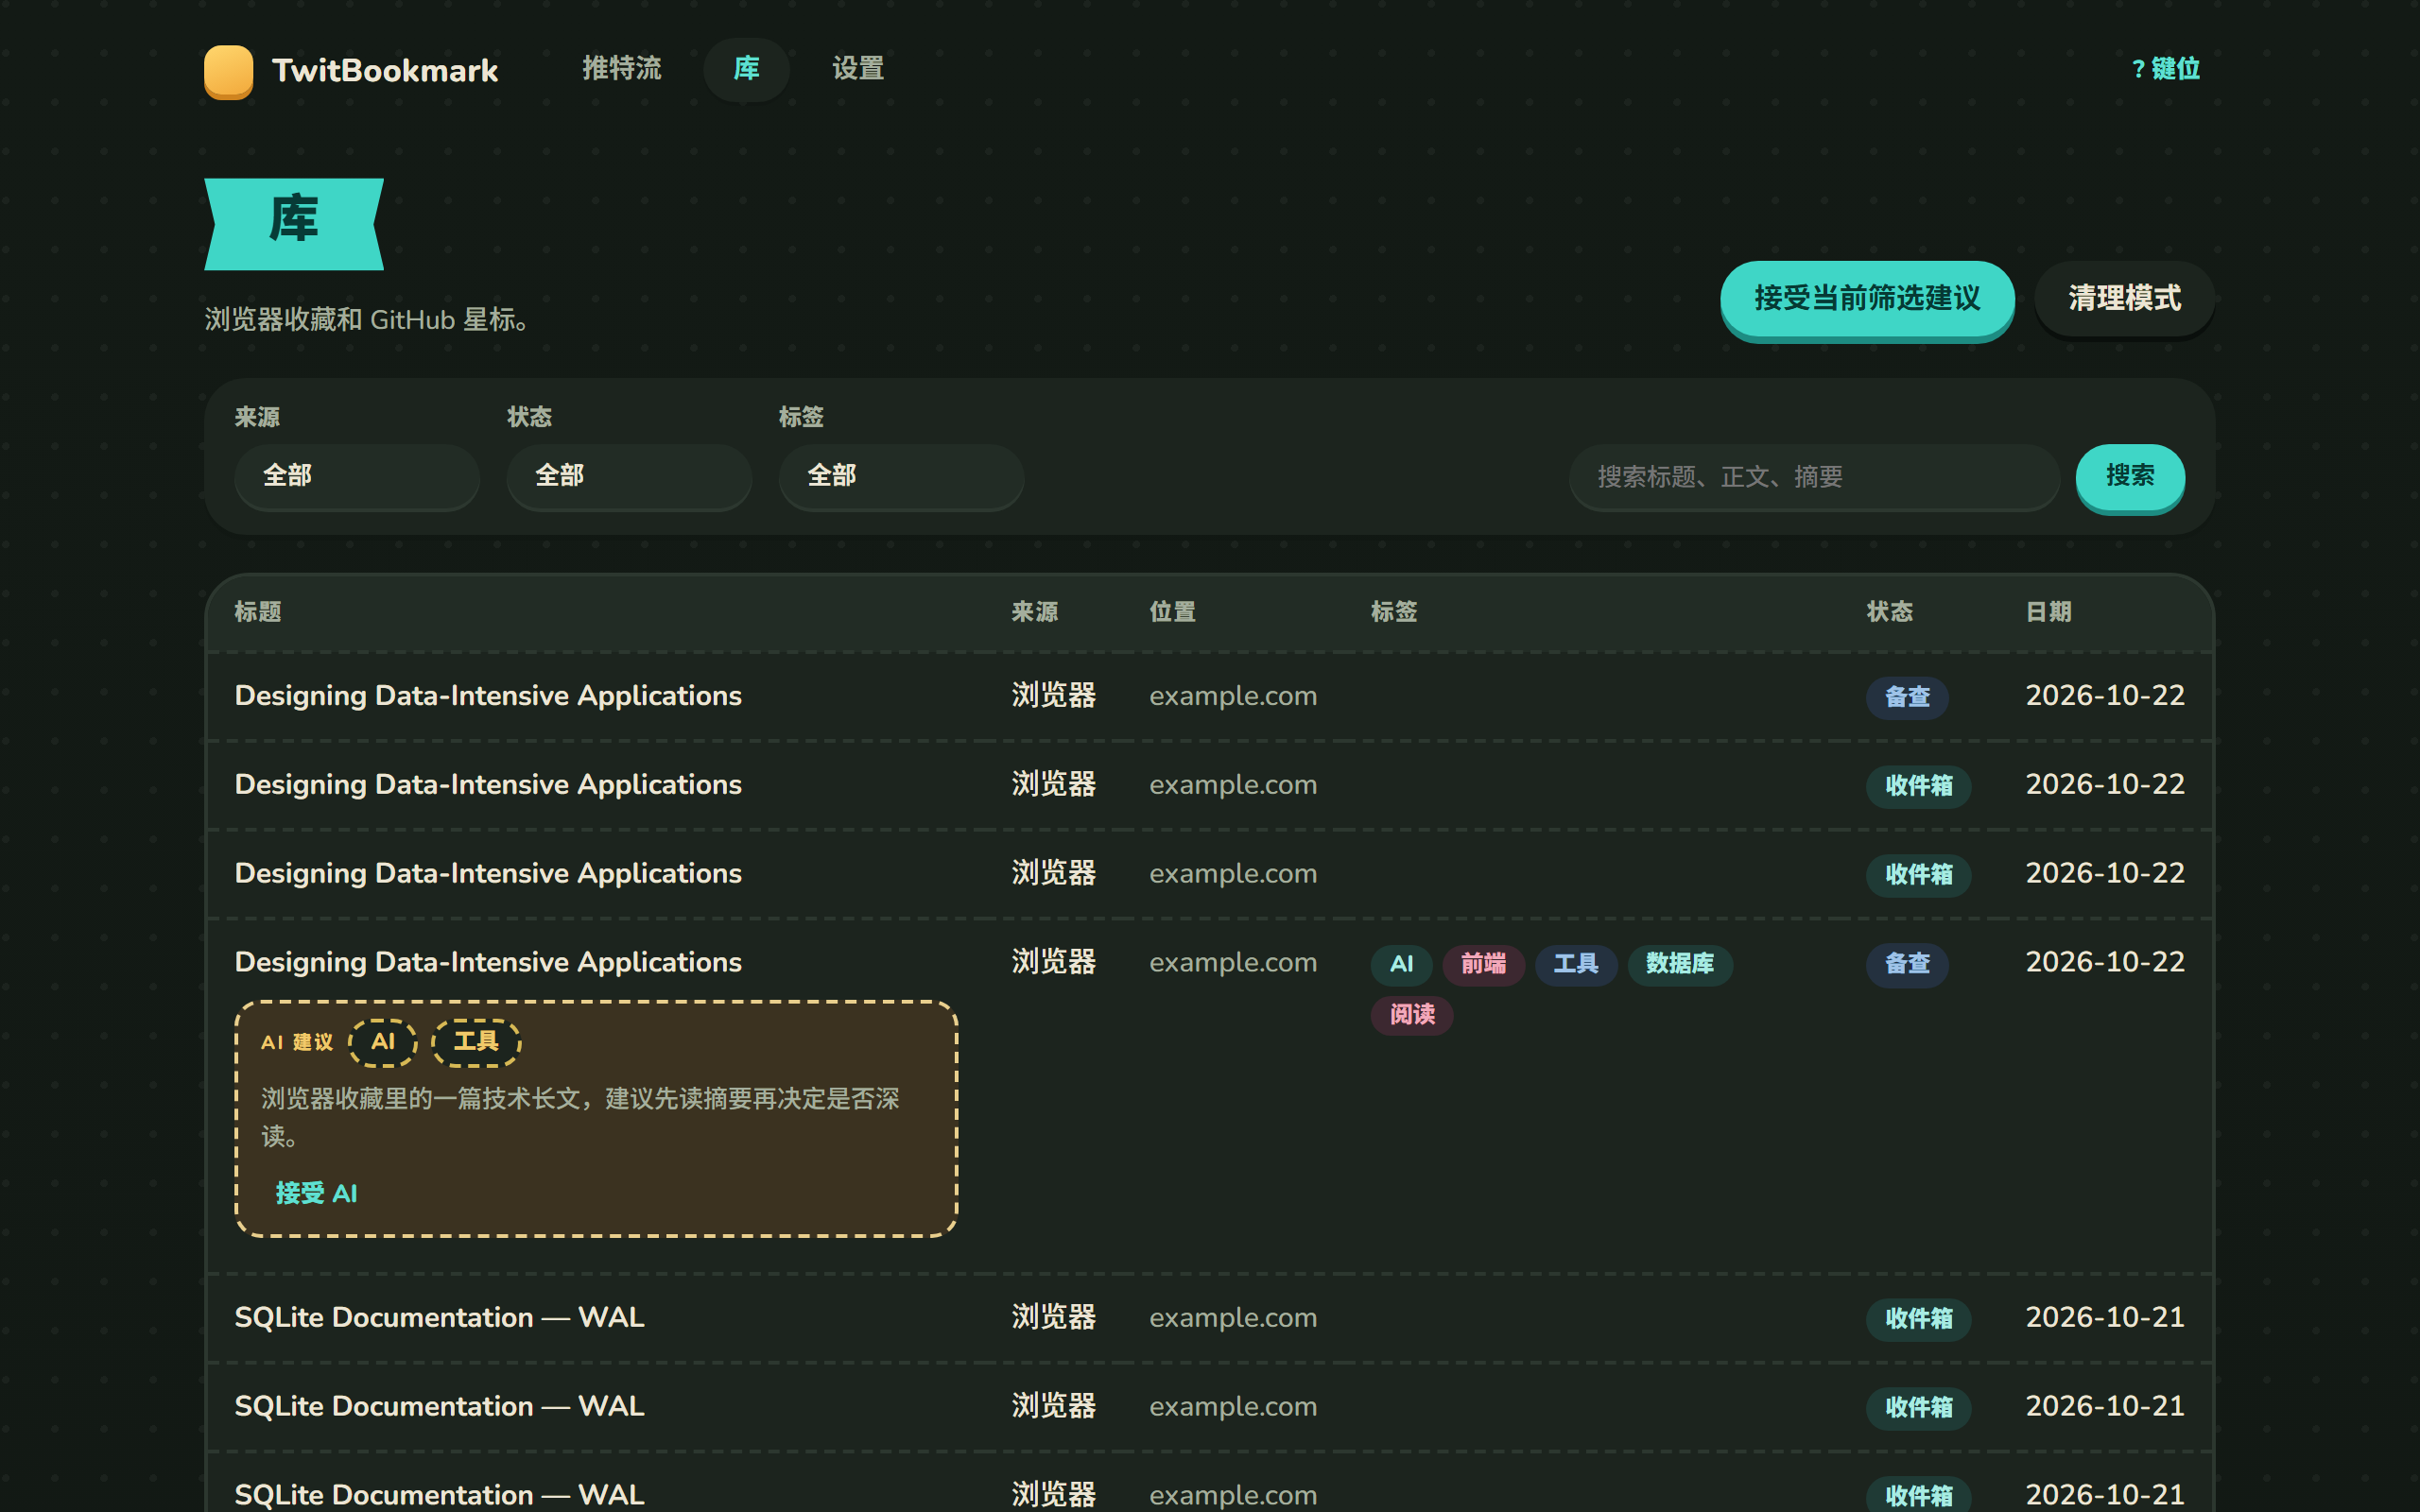 TwitBookmark 推特流 库 设置 ? 键位
库
浏览器收藏和 GitHub 星标。
接受当前筛选建议 清理模式
来源 状态 标签
全部 全部 全部 搜索标题、正文、摘要 搜索
标题 来源 位置 标签 状态 日期
Designing Data-Intensive Applications 浏览器 example.com 备查 2026-10-22
Designing Data-Intensive Applications 浏览器 example.com 收件箱 2026-10-22
Designing Data-Intensive Applications 浏览器 example.com 收件箱 2026-10-22
Designing Data-Intensive Applications 浏览器 example.com AI 前端 工具 数据库 备查 2026-10-22
阅读
AI 建议 AI 工具
浏览器收藏里的一篇技术长文，建议先读摘要再决定是否深
读。
接受 AI
SQLite Documentation — WAL 浏览器 example.com 收件箱 2026-10-21
SQLite Documentation — WAL 浏览器 example.com 收件箱 2026-10-21
SQLite Documentation — WAL 浏览器 example.com 收件箱 2026-10-21